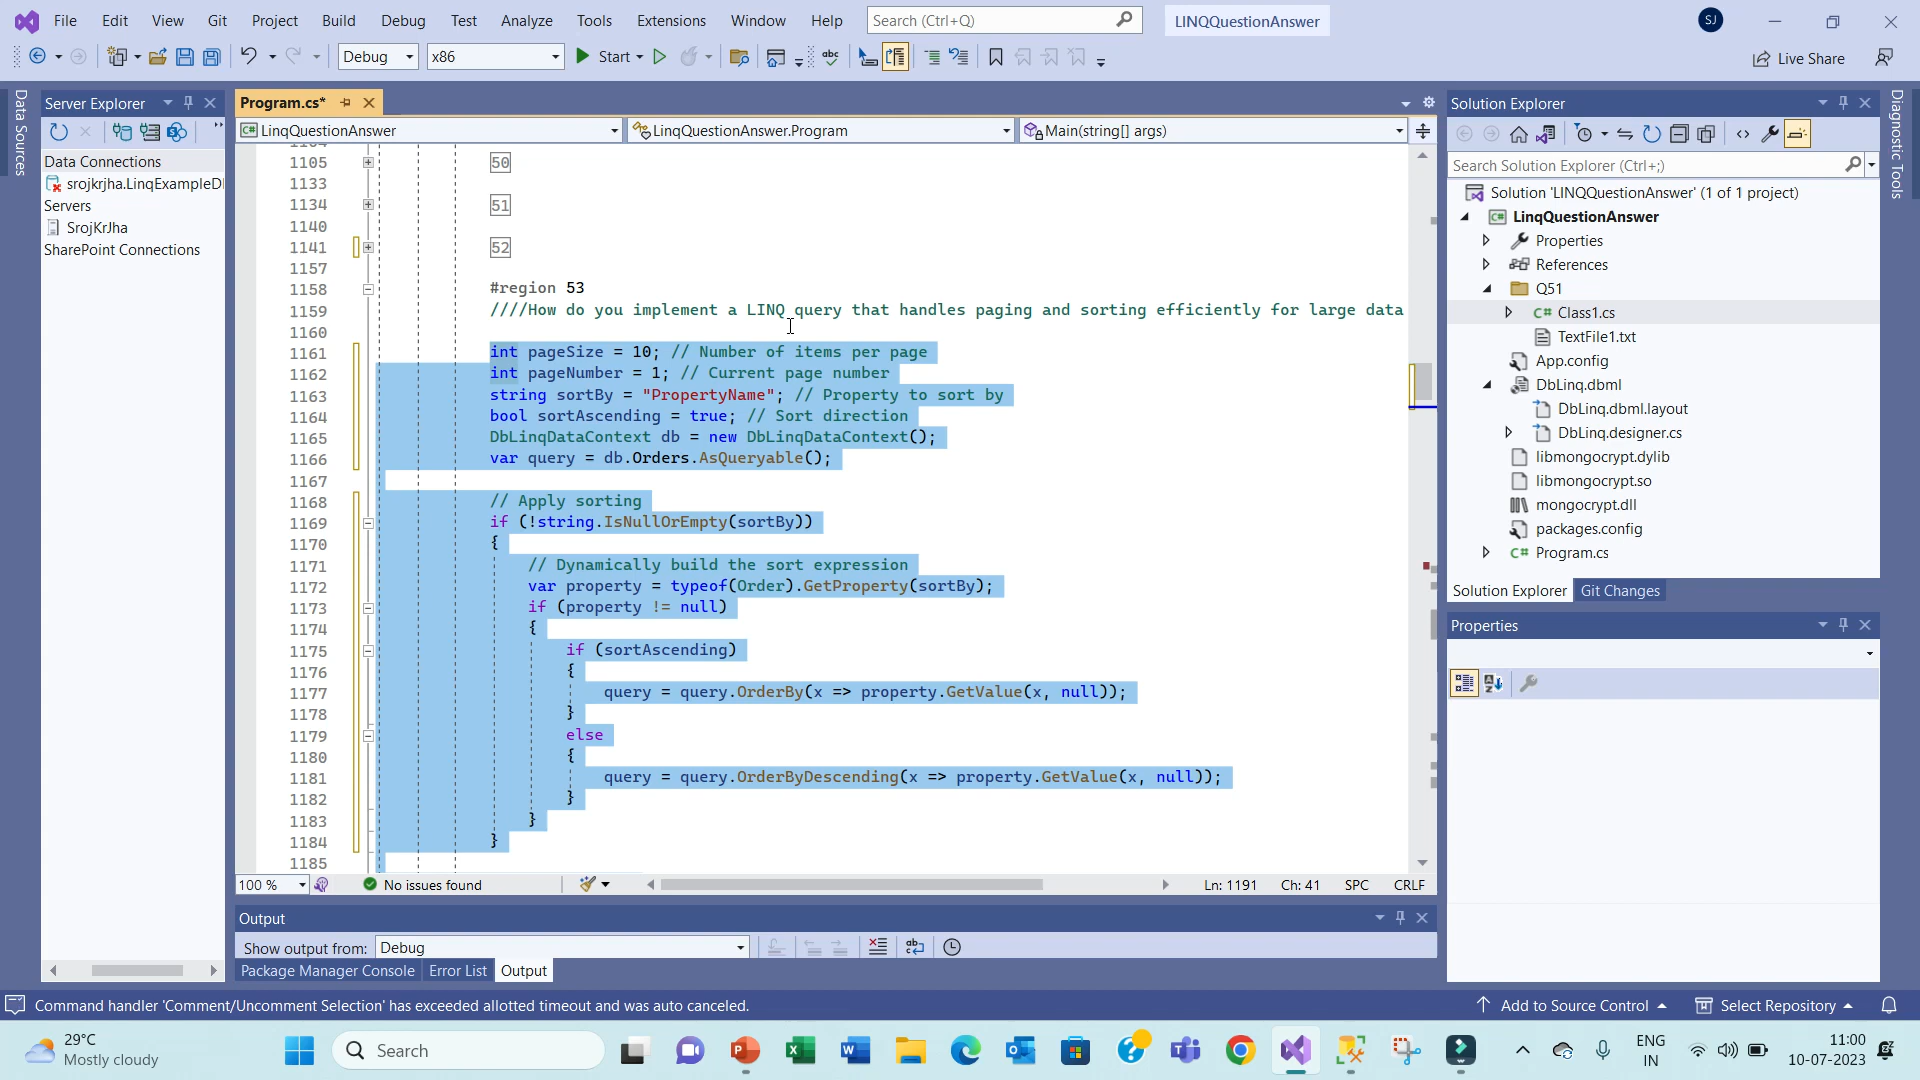 File Edit View Git Project Build Debug Test Analyze Tools Extensions Window Help Search (Ctrl+Q) LINQQuestionAnswer SJ
Debug x86 Start abc Live Share
Data Sources
Server Explorer
Data Connections
srojkrjha.LinqExampleD
Servers
SrojKrJha
SharePoint Connections
Program.cs*
LinqQuestionAnswer LinqQuestionAnswer.Program Main(string[] args)
1105 50
1133
1134 51
1140
1141 52
1157
1158 #region 53
1159 ////How do you implement a LINQ query that handles paging and sorting efficiently for large data
1160
1161 int pageSize = 10; // Number of items per page
1162 int pageNumber = 1; // Current page number
1163 string sortBy = "PropertyName"; // Property to sort by
1164 bool sortAscending = true; // Sort direction
1165 DbLinqDataContext db = new DbLinqDataContext();
1166 var query = db.Orders.AsQueryable();
1167
1168 // Apply sorting
1169 if (!string.IsNullOrEmpty(sortBy))
1170 {
1171 // Dynamically build the sort expression
1172 var property = typeof(Order).GetProperty(sortBy);
1173 if (property != null)
1174 {
1175 if (sortAscending)
1176 {
1177 query = query.OrderBy(x => property.GetValue(x, null));
1178 }
1179 else
1180 {
1181 query = query.OrderByDescending(x => property.GetValue(x, null));
1182 }
1183 }
1184 }
1185
100 % No issues found Ln: 1191 Ch: 41 SPC CRLF
Output
Show output from: Debug
Package Manager Console Error List Output
Solution Explorer
Search Solution Explorer (Ctrl+;)
Solution 'LINQQuestionAnswer' (1 of 1 project)
LinqQuestionAnswer
Properties
References
Q51
Class1.cs
TextFile1.txt
App.config
DbLinq.dbml
DbLinq.dbml.layout
DbLinq.designer.cs
libmongocrypt.dylib
libmongocrypt.so
mongocrypt.dll
packages.config
Program.cs
Solution Explorer Git Changes
Properties
Diagnostic Tools
Command handler 'Comment/Uncomment Selection' has exceeded allotted timeout and was auto canceled. Add to Source Control Select Repository
29°C
Mostly cloudy
Search
ENG
IN
11:00
10-07-2023